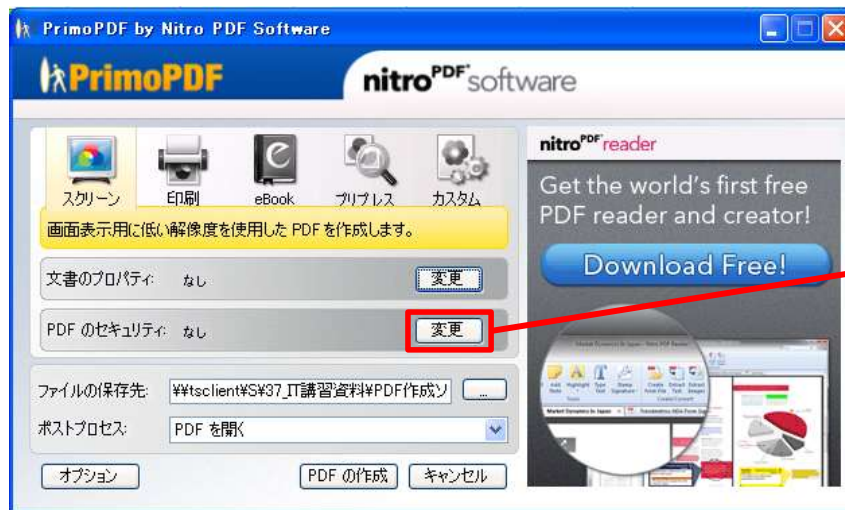 PrimoPDF by Nitro PDF Software
PrimoPDF
nitroPDF software
スクリーン 印刷 eBook プリプレス カスタム
画面表示用に低い解像度を使用した PDF を作成します。
文書のプロパティ: なし 変更
PDF のセキュリティ: なし 変更
ファイルの保存先: ¥¥tsclient¥S¥37_IT講習資料¥PDF作成ソ ...
ポストプロセス: PDF を開く
オプション PDF の作成 キャンセル
nitroPDF reader
Get the world's first free
PDF reader and creator!
Download Free!